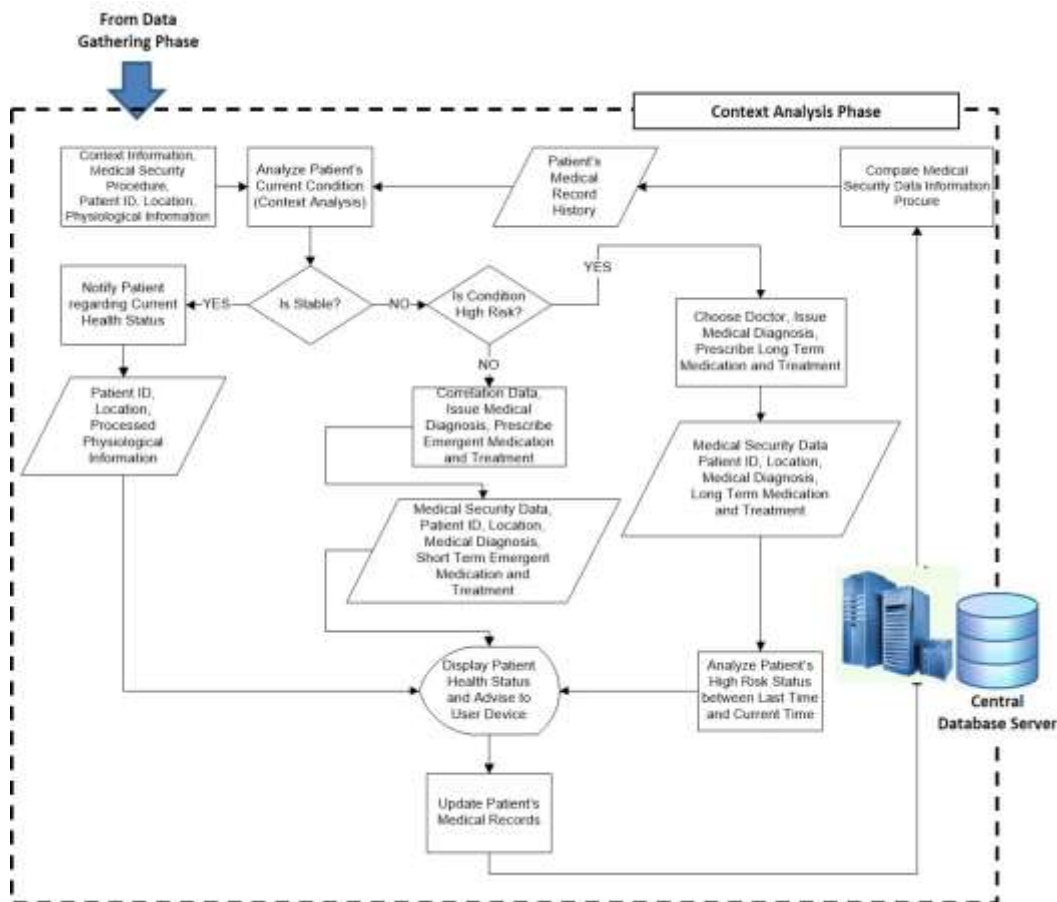 From Data
Gathering Phase
Context Analysis Phase
Context Information,
Medical Security
Procedure,
Patient ID, Location,
Physiological Information
Analyze Patient's
Current Condition
(Context Analysis)
Patient's
Medical
Record
History
Compare Medical
Security Data Information
Procure
Notify Patient
regarding Current
Health Status
YES
Is Stable?
NO
Is Condition
High Risk?
YES
Choose Doctor, Issue
Medical Diagnosis,
Prescribe Long Term
Medication and Treatment
NO
Patient ID,
Location,
Processed
Physiological
Information
Correlation Data,
Issue Medical
Diagnosis, Prescribe
Emergent Medication
and Treatment
Medical Security Data
Patient ID, Location,
Medical Diagnosis,
Long Term Medication
and Treatment
Medical Security Data,
Patient ID, Location,
Medical Diagnosis,
Short Term Emergent
Medication and
Treatment
Display Patient
Health Status
and Advise to
User Device
Analyze Patient's
High Risk Status
between Last Time
and Current Time
Central
Database Server
Update Patient's
Medical Records